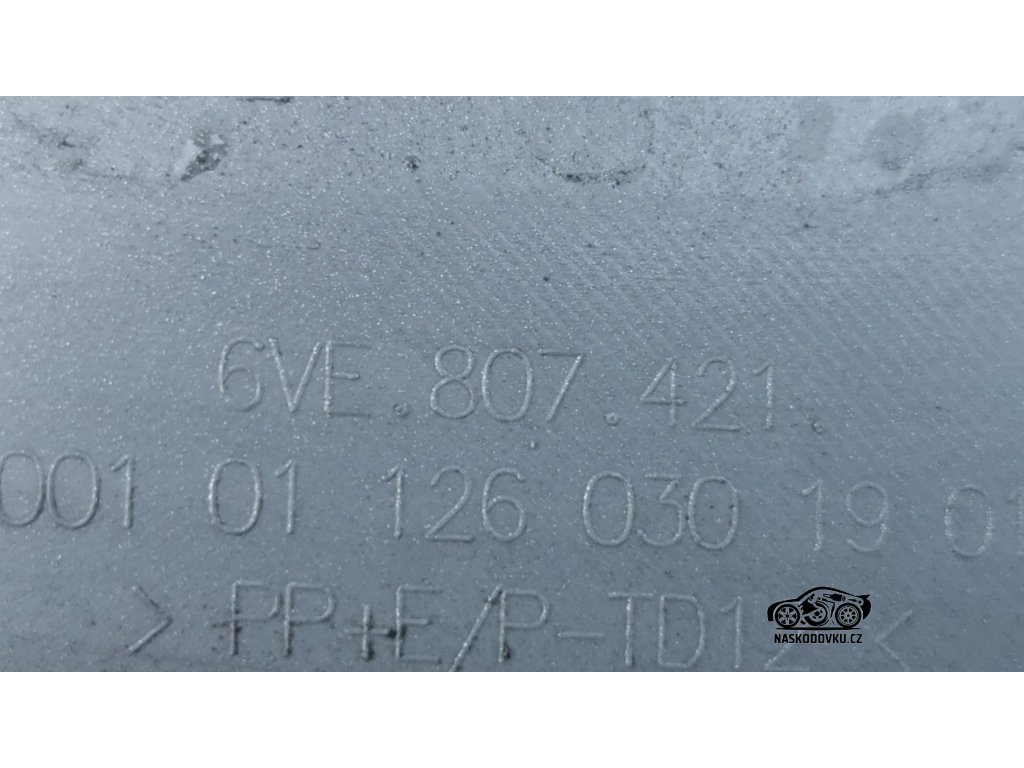 6VE.807.421.
001 01 126 030 19 01
> PP+E/P-TD12 <
NASKODOVKU.CZ